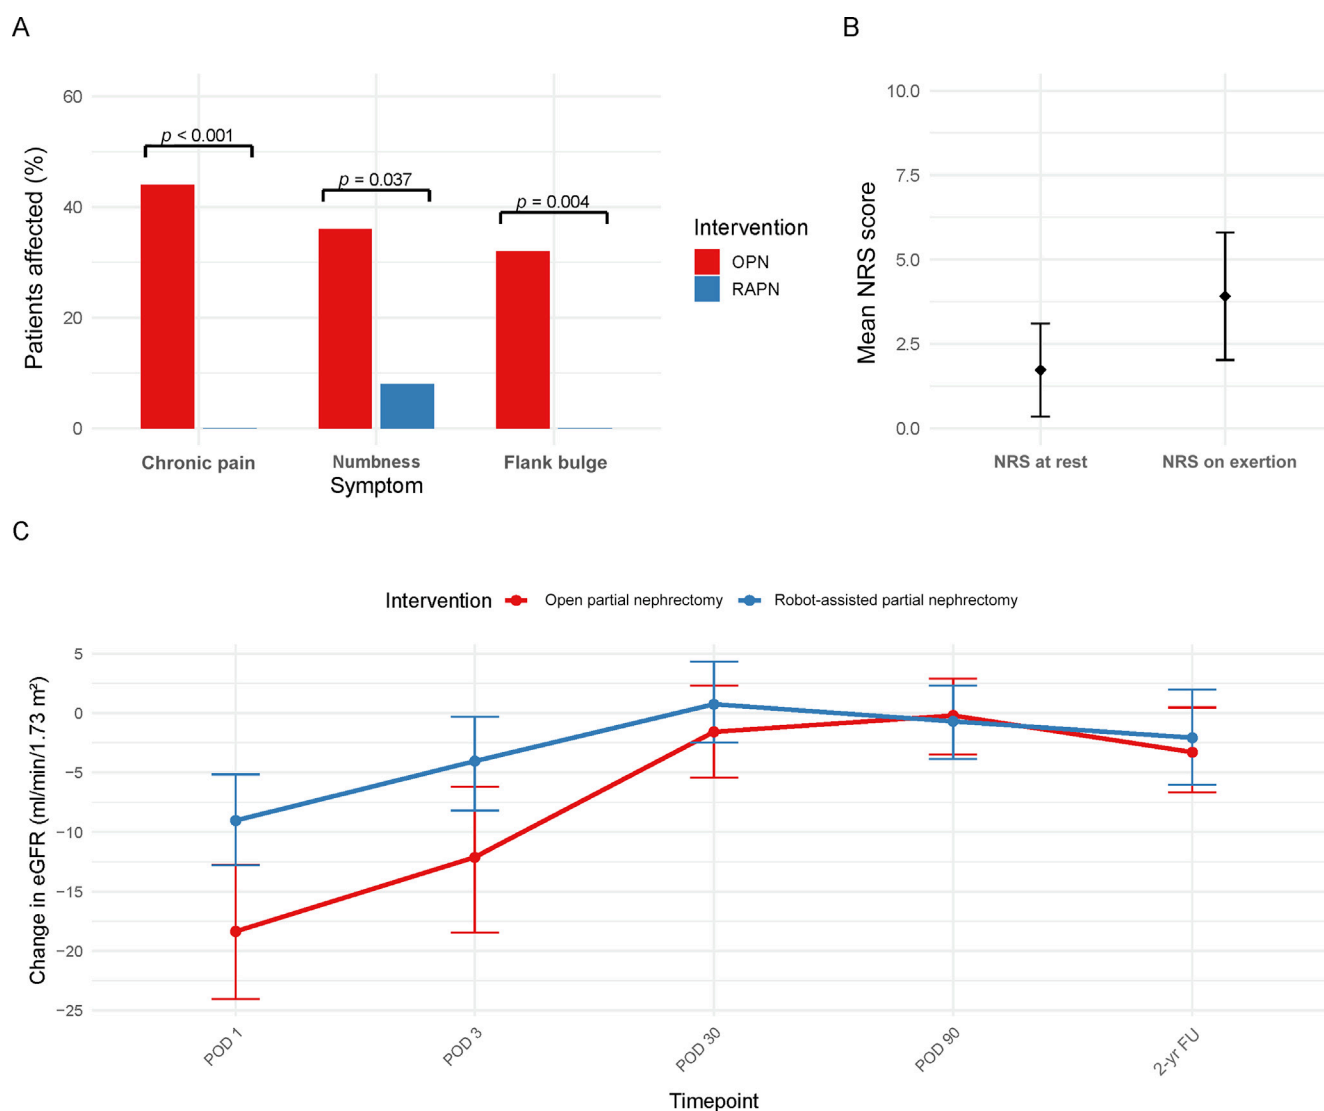 A
60
40
20
0
Patients affected (%)
p < 0.001
p = 0.037
p = 0.004
Chronic pain
Numbness
Flank bulge
Symptom
Intervention
OPN
RAPN
B
10.0
7.5
5.0
2.5
0.0
Mean NRS score
NRS at rest
NRS on exertion
C
Intervention
Open partial nephrectomy
Robot-assisted partial nephrectomy
5
0
−5
−10
−15
−20
−25
Change in eGFR (ml/min/1.73 m²)
POD 1
POD 3
POD 30
POD 90
2-yr FU
Timepoint